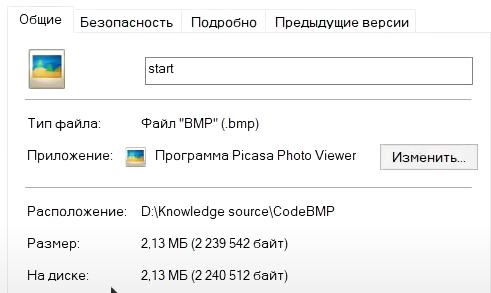 Общие Безопасность Подробно Предыдущие версии
start
Тип файла: Файл "BMP" (.bmp)
Приложение: Программа Picasa Photo Viewer Изменить...
Расположение: D:\Knowledge source\CodeBMP
Размер: 2,13 МБ (2 239 542 байт)
На диске: 2,13 МБ (2 240 512 байт)